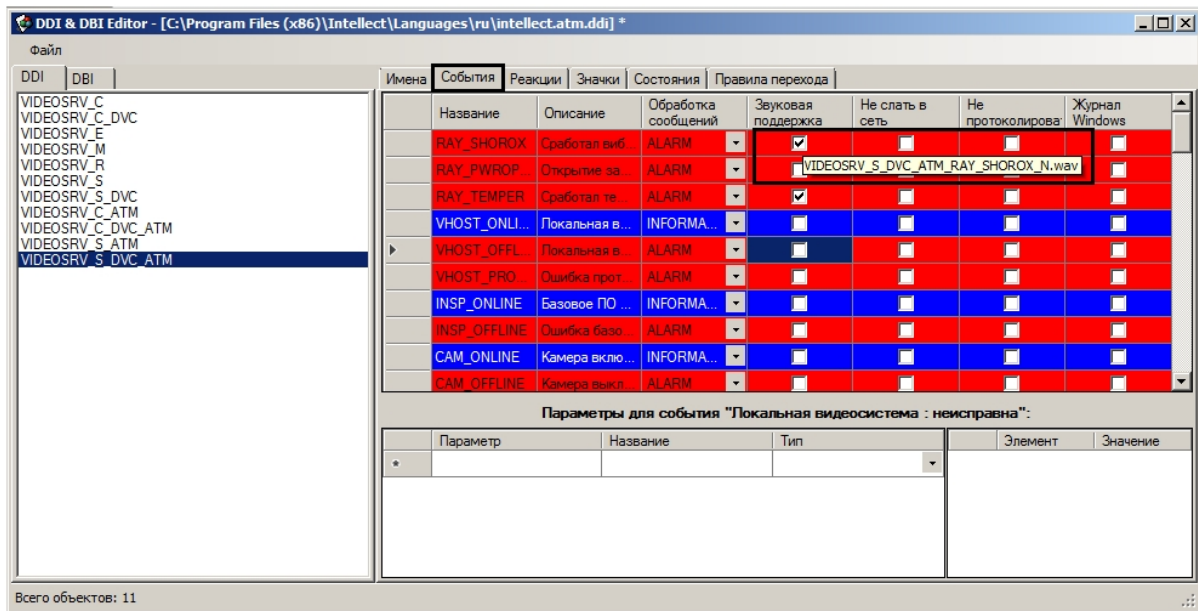 DDI & DBI Editor - [C:\Program Files (x86)\Intellect\Languages\ru\intellect.atm.ddi] *
Файл
DDI DBI
VIDEOSRV_C
VIDEOSRV_C_DVC
VIDEOSRV_E
VIDEOSRV_M
VIDEOSRV_R
VIDEOSRV_S
VIDEOSRV_S_DVC
VIDEOSRV_C_ATM
VIDEOSRV_C_DVC_ATM
VIDEOSRV_S_ATM
VIDEOSRV_S_DVC_ATM
Имена События Реакции Значки Состояния Правила перехода
Название Описание Обработка сообщений Звуковая поддержка Не слать в сеть Не протоколироват Журнал Windows
RAY_SHOROX Сработал виб... ALARM
VIDEOSRV_S_DVC_ATM_RAY_SHOROX_N.wav
RAY_PWROP... Открытие за... ALARM
RAY_TEMPER Сработал те... ALARM
VHOST_ONLI... Локальная в... INFORMA...
VHOST_OFFL... Локальная в... ALARM
VHOST_PRO... Ошибка прот... ALARM
INSP_ONLINE Базовое ПО ... INFORMA...
INSP_OFFLINE Ошибка базо... ALARM
CAM_ONLINE Камера вклю... INFORMA...
CAM_OFFLINE Камера выкл... ALARM
Параметры для события "Локальная видеосистема : неисправна":
Параметр Название Тип Элемент Значение
Всего объектов: 11